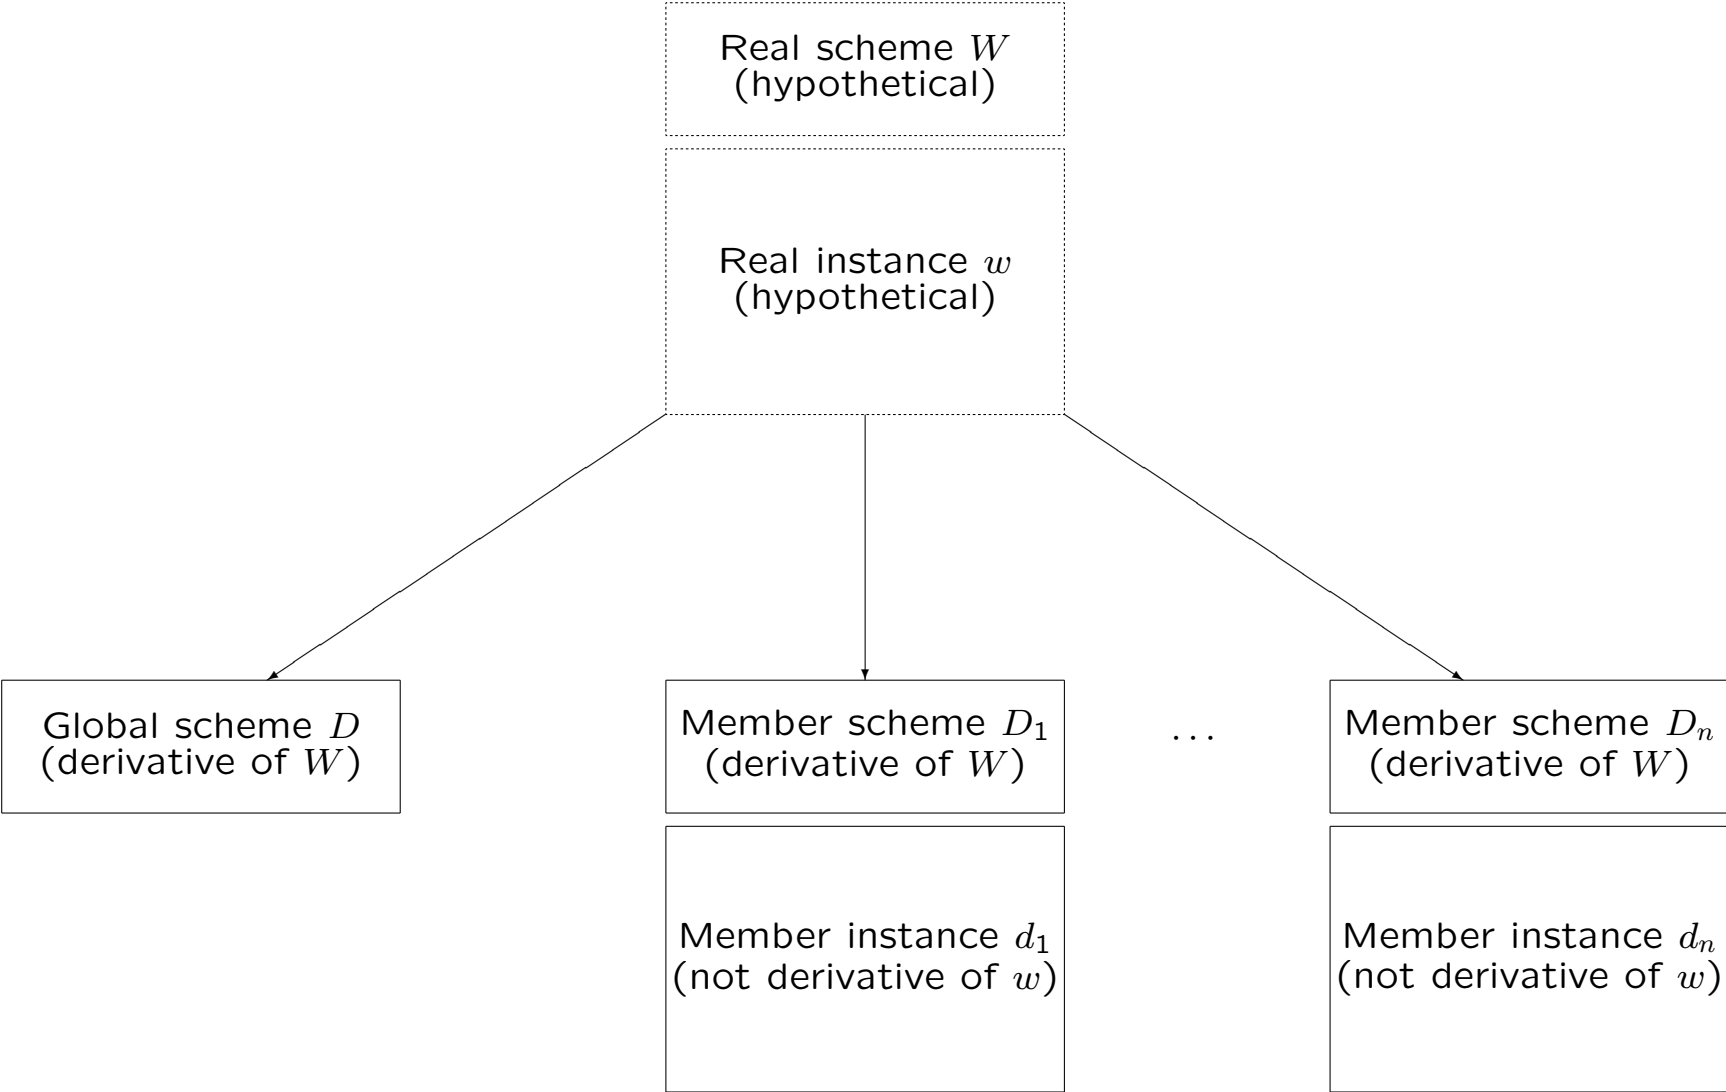 Real scheme W
(hypothetical)
Real instance w
(hypothetical)
Global scheme D
(derivative of W)
Member scheme D₁
(derivative of W)
...
Member scheme Dₙ
(derivative of W)
Member instance d₁
(not derivative of w)
Member instance dₙ
(not derivative of w)